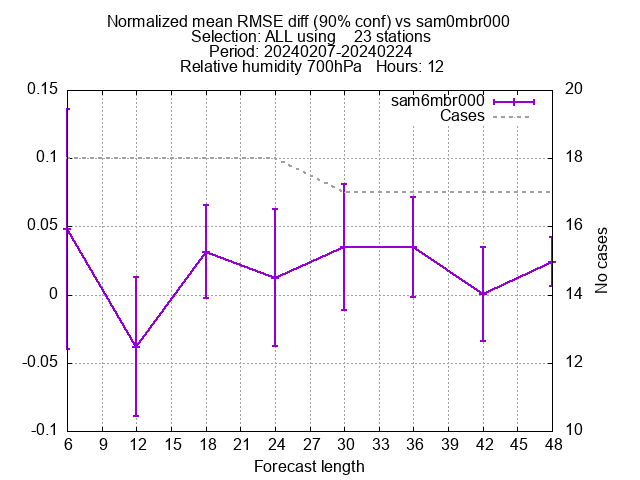 Normalized mean RMSE diff (90% conf) vs sam0mbr000
Selection: ALL using    23 stations
Period: 20240207-20240224
Relative humidity 700hPa   Hours: 12
0.15
0.1
0.05
0
-0.05
-0.1
20
18
16
14
12
10
sam6mbr000
Cases
No cases
6 9 12 15 18 21 24 27 30 33 36 39 42 45 48
Forecast length